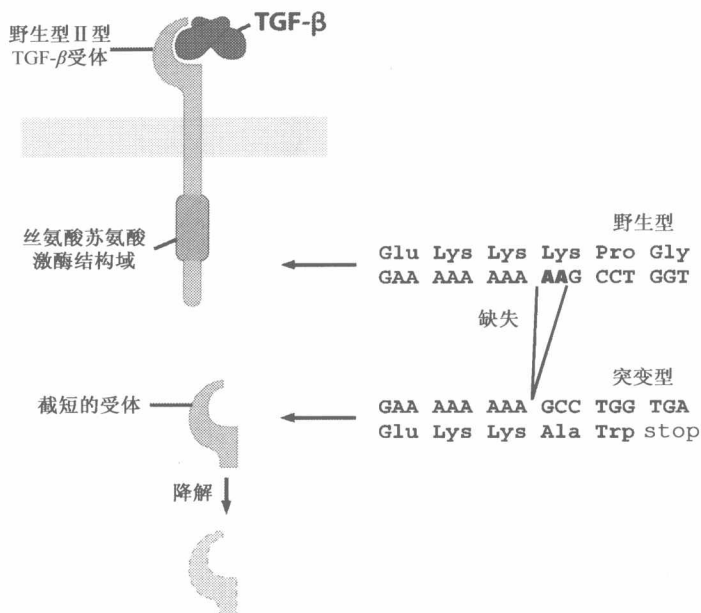 野生型Ⅱ型
TGF-β受体
TGF-β
丝氨酸苏氨酸
激酶结构域
野生型
Glu Lys Lys Lys Pro Gly
GAA AAA AAA AAG CCT GGT
缺失
突变型
GAA AAA AAA GCC TGG TGA
Glu Lys Lys Ala Trp stop
截短的受体
降解